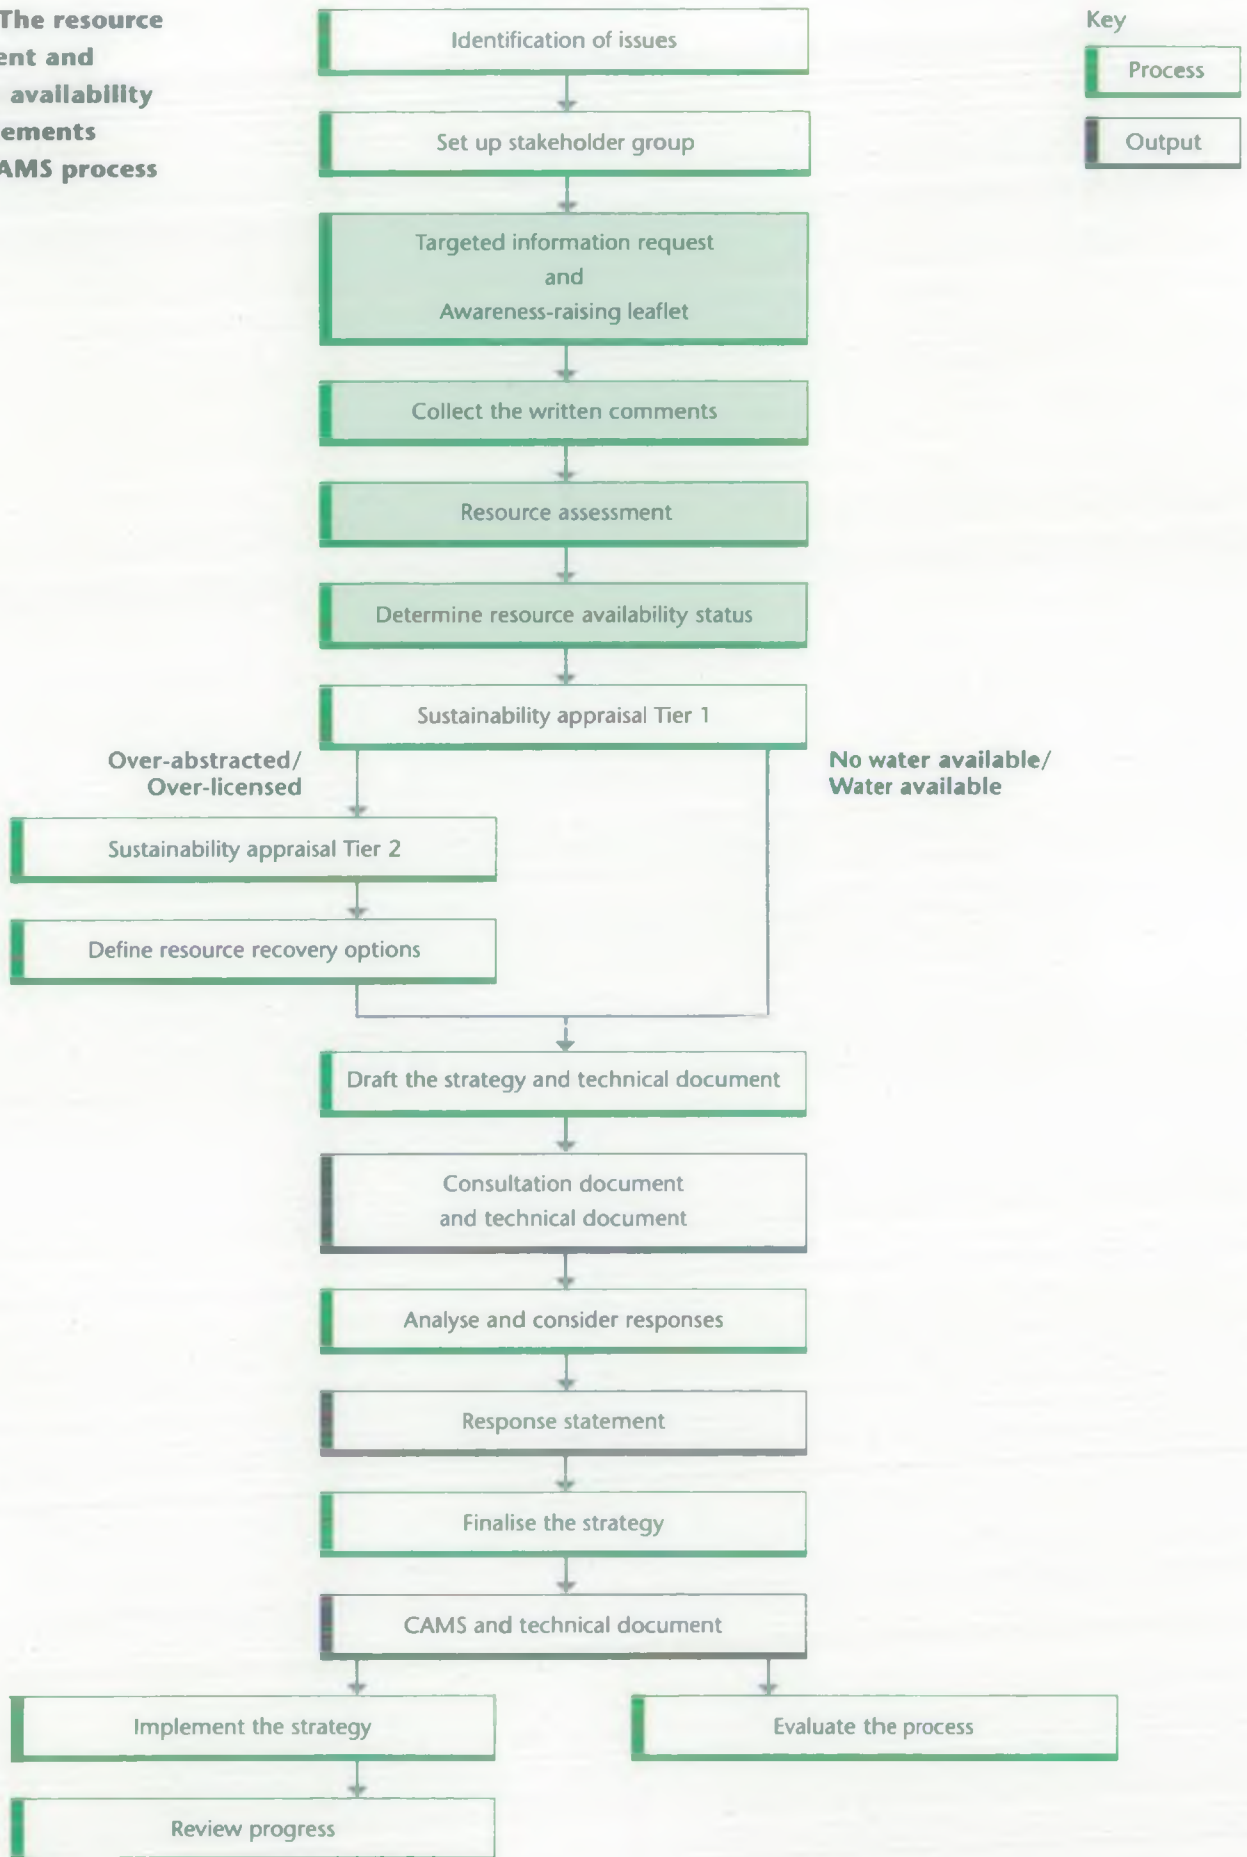 The resource
ent and
availability
ements
AMS process
Key
Process
Output
Identification of issues
Set up stakeholder group
Targeted information request
and
Awareness-raising leaflet
Collect the written comments
Resource assessment
Determine resource availability status
Sustainability appraisal Tier 1
Over-abstracted/
Over-licensed
No water available/
Water available
Sustainability appraisal Tier 2
Define resource recovery options
Draft the strategy and technical document
Consultation document
and technical document
Analyse and consider responses
Response statement
Finalise the strategy
CAMS and technical document
Implement the strategy
Evaluate the process
Review progress